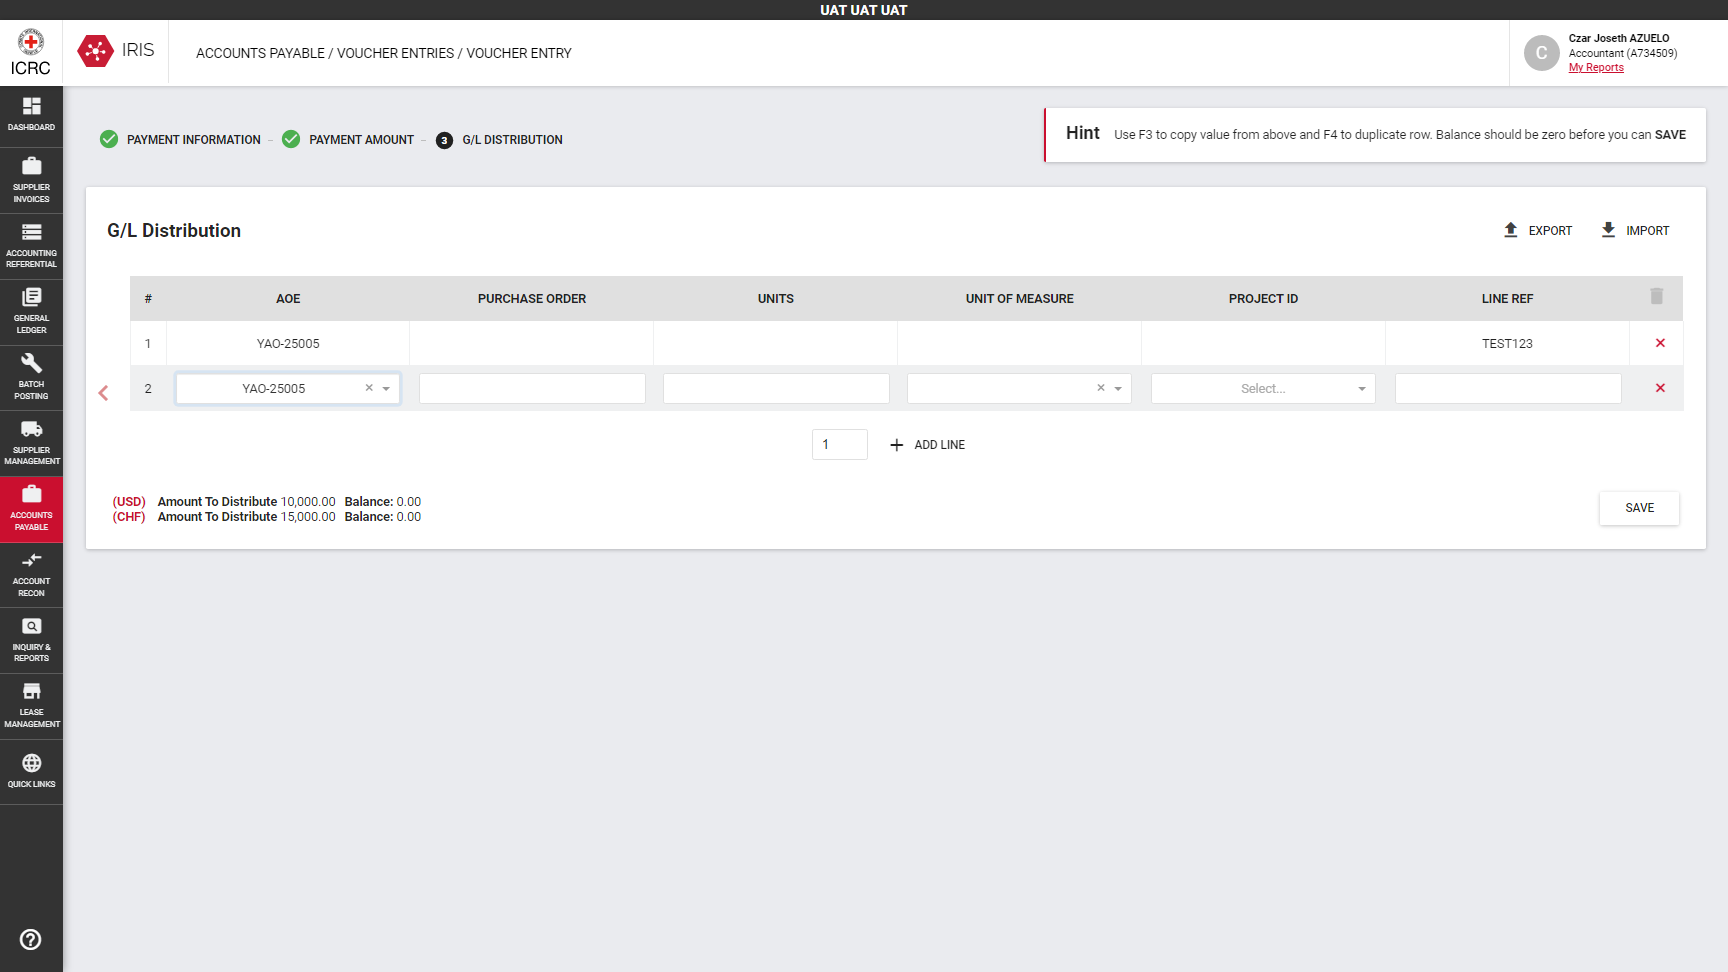 UAT UAT UAT
ICRC
IRIS
ACCOUNTS PAYABLE / VOUCHER ENTRIES / VOUCHER ENTRY
C
Czar Joseth AZUELO
Accountant (A734509)
My Reports
DASHBOARD
SUPPLIER
INVOICES
ACCOUNTING
REFERENTIAL
GENERAL
LEDGER
BATCH
POSTING
SUPPLIER
MANAGEMENT
ACCOUNTS
PAYABLE
ACCOUNT
RECON
INQUIRY &
REPORTS
LEASE
MANAGEMENT
QUICK LINKS
PAYMENT INFORMATION – PAYMENT AMOUNT – 3 G/L DISTRIBUTION
Hint Use F3 to copy value from above and F4 to duplicate row. Balance should be zero before you can SAVE
G/L Distribution
EXPORT
IMPORT
# AOE PURCHASE ORDER UNITS UNIT OF MEASURE PROJECT ID LINE REF
1 YAO-25005 TEST123
2 YAO-25005 Select...
1 ADD LINE
(USD) Amount To Distribute 10,000.00 Balance: 0.00
(CHF) Amount To Distribute 15,000.00 Balance: 0.00
SAVE